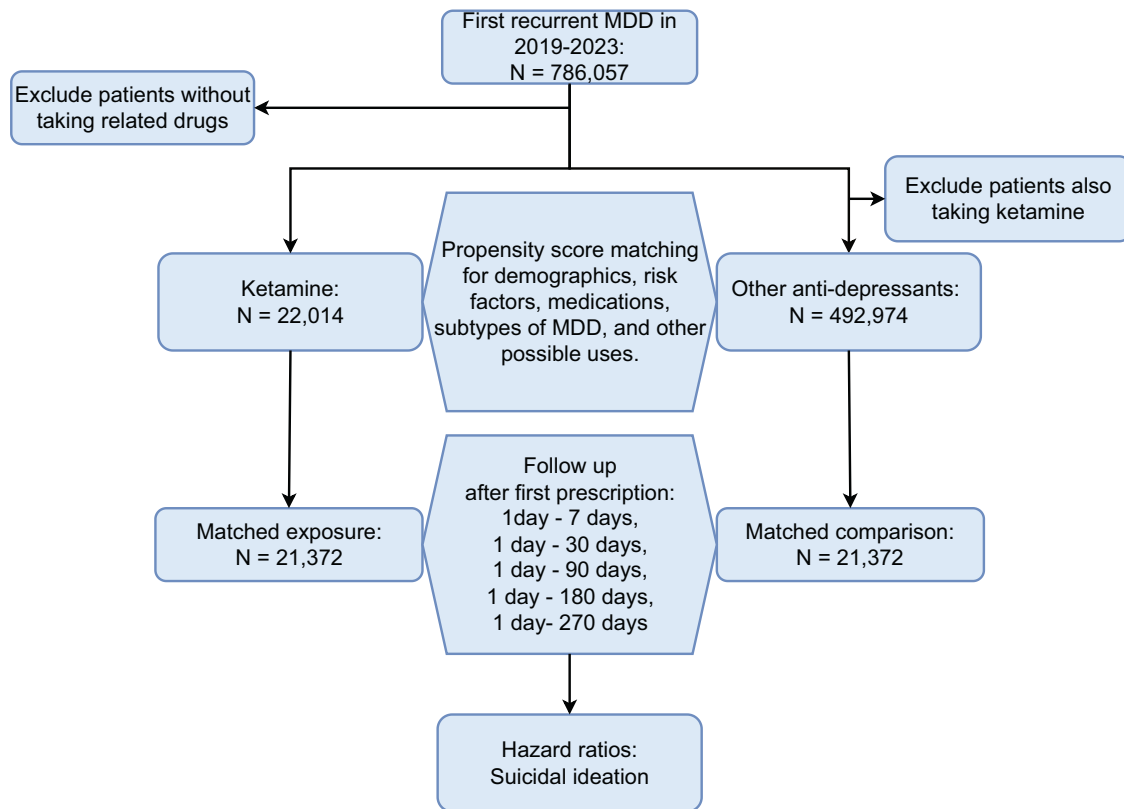 First recurrent MDD in
2019-2023:
N = 786,057
Exclude patients without
taking related drugs
Exclude patients also
taking ketamine
Ketamine:
N = 22,014
Propensity score matching
for demographics, risk
factors, medications,
subtypes of MDD, and other
possible uses.
Other anti-depressants:
N = 492,974
Matched exposure:
N = 21,372
Follow up
after first prescription:
1day - 7 days,
1 day - 30 days,
1 day - 90 days,
1 day - 180 days,
1 day- 270 days
Matched comparison:
N = 21,372
Hazard ratios:
Suicidal ideation